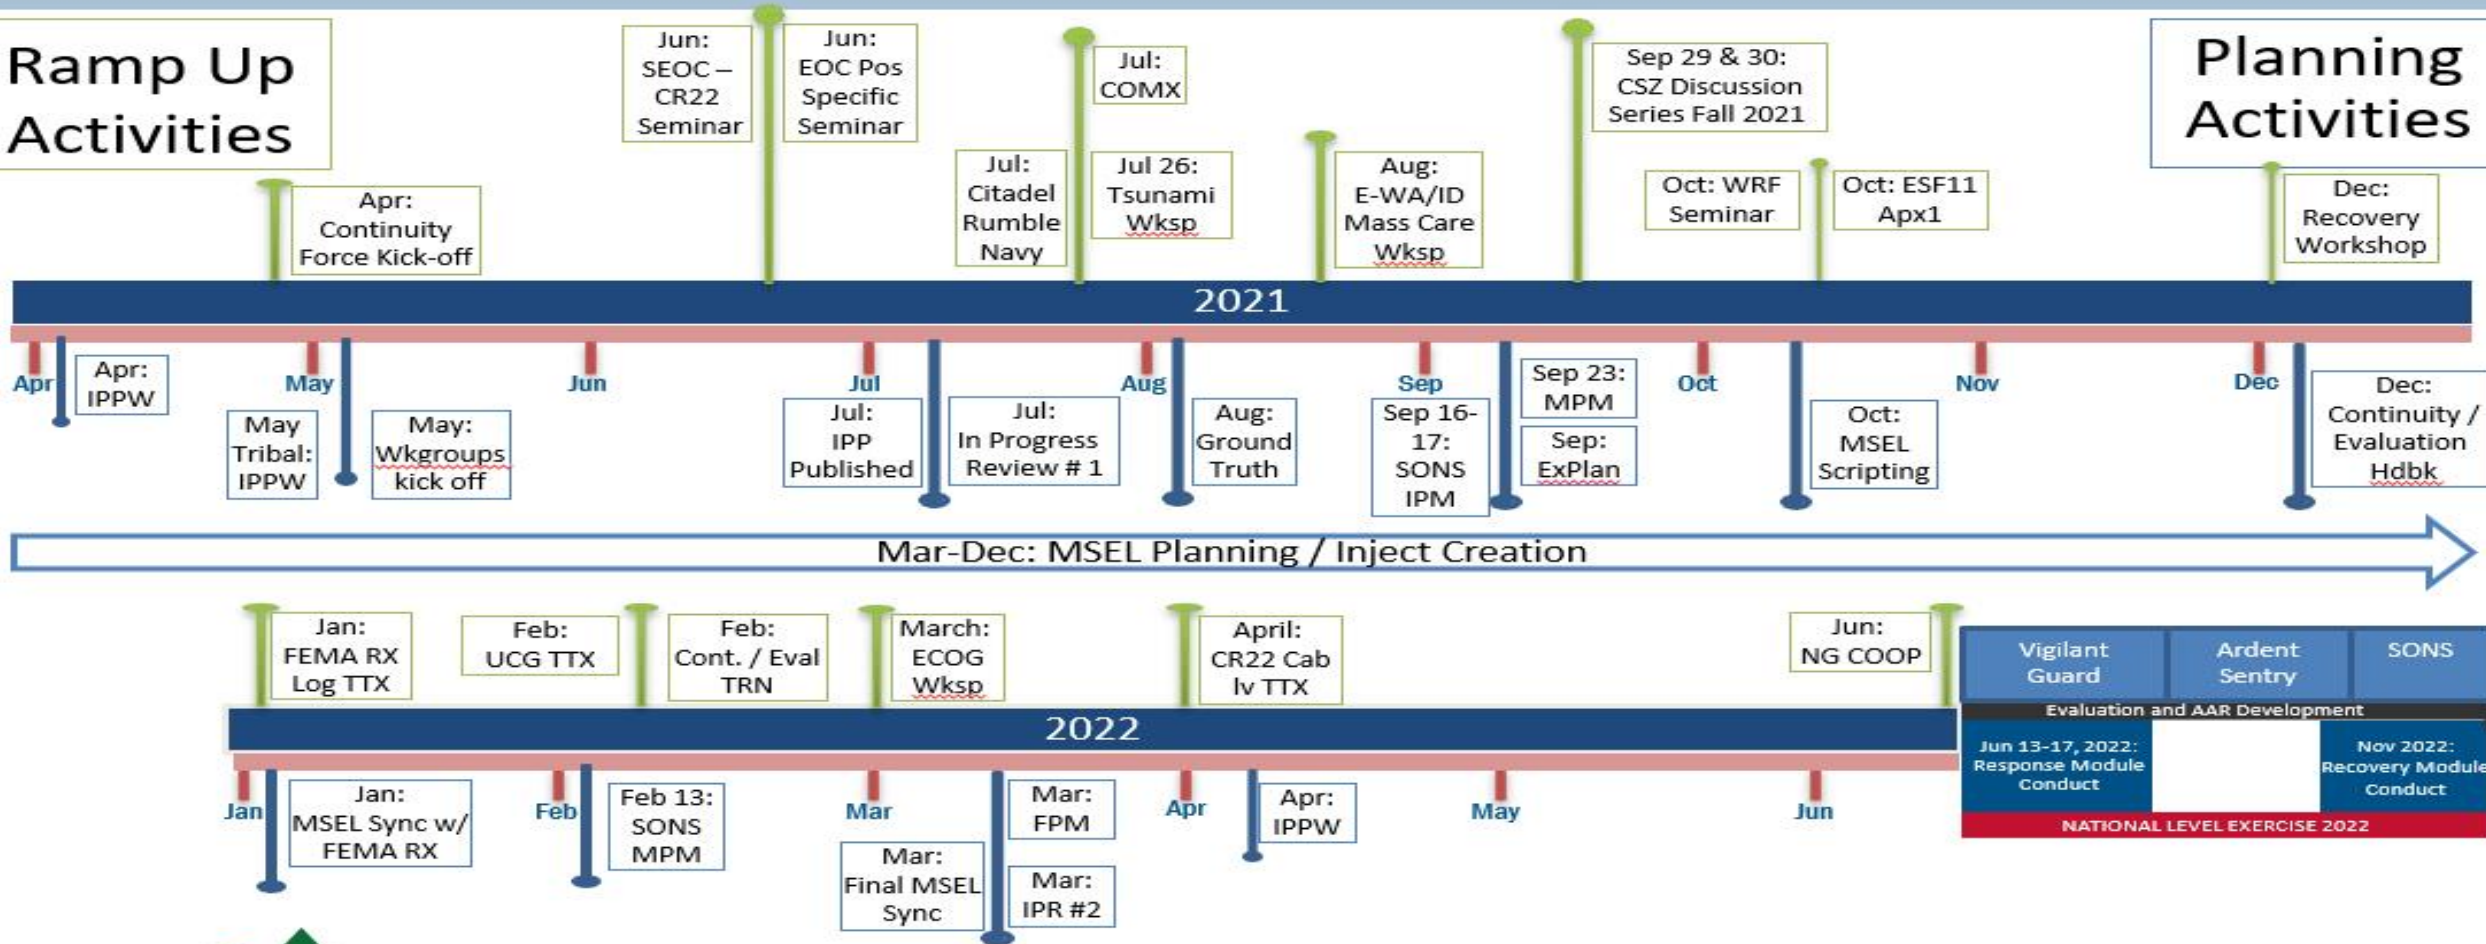 Ramp Up
Activities
Apr:
Continuity
Force Kick-off
Jun:
SEOC –
CR22
Seminar
Jun:
EOC Pos
Specific
Seminar
Jul:
Citadel
Rumble
Navy
Jul:
COMX
Jul 26:
Tsunami
Wksp
Aug:
E-WA/ID
Mass Care
Wksp
Sep 29 & 30:
CSZ Discussion
Series Fall 2021
Oct: WRF
Seminar
Oct: ESF11
Apx1
Planning
Activities
Dec:
Recovery
Workshop
2021
Apr
May
Jun
Jul
Aug
Sep
Oct
Nov
Dec
Apr:
IPPW
May
Tribal:
IPPW
May:
Wkgroups
kick off
Jul:
IPP
Published
Jul:
In Progress
Review # 1
Aug:
Ground
Truth
Sep 16-
17:
SONS
IPM
Sep 23:
MPM
Sep:
ExPlan
Oct:
MSEL
Scripting
Dec:
Continuity /
Evaluation
Hdbk
Mar-Dec: MSEL Planning / Inject Creation
Jan:
FEMA RX
Log TTX
Feb:
UCG TTX
Feb:
Cont. / Eval
TRN
March:
ECOG
Wksp
April:
CR22 Cab
lv TTX
Jun:
NG COOP
2022
Jan
Feb
Mar
Apr
May
Jun
Jan:
MSEL Sync w/
FEMA RX
Feb 13:
SONS
MPM
Mar:
Final MSEL
Sync
Mar:
FPM
Mar:
IPR #2
Apr:
IPPW
Vigilant
Guard
Ardent
Sentry
SONS
Evaluation and AAR Development
Jun 13-17, 2022:
Response Module
Conduct
Nov 2022:
Recovery Module
Conduct
NATIONAL LEVEL EXERCISE 2022